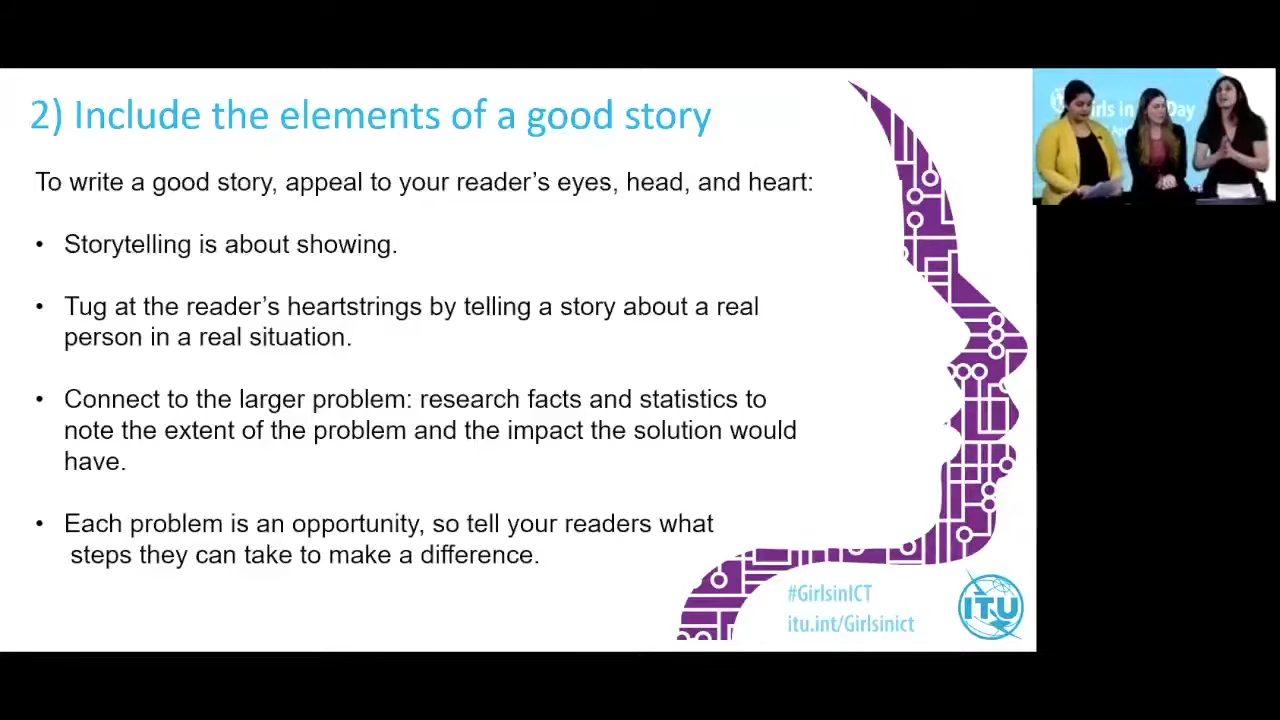 2) Include the elements of a good story
To write a good story, appeal to your reader's eyes, head, and heart:
• Storytelling is about showing.
• Tug at the reader's heartstrings by telling a story about a real
person in a real situation.
• Connect to the larger problem: research facts and statistics to
note the extent of the problem and the impact the solution would
have.
• Each problem is an opportunity, so tell your readers what
steps they can take to make a difference.
#GirlsinICT
itu.int/Girlsinict
ITU
irls in
Day